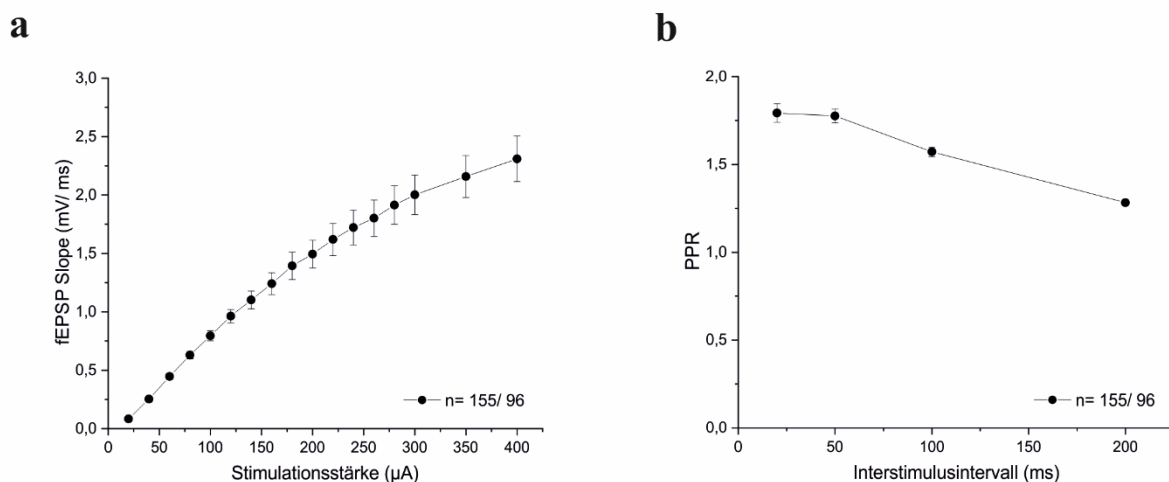 a
3,0
2,5
2,0
1,5
1,0
0,5
0,0
fEPSP Slope (mV/ ms)
n= 155/ 96
0 50 100 150 200 250 300 350 400
Stimulationsstärke (µA)
b
2,0
1,5
1,0
0,5
0,0
PPR
n= 155/ 96
0 50 100 150 200
Interstimulusintervall (ms)